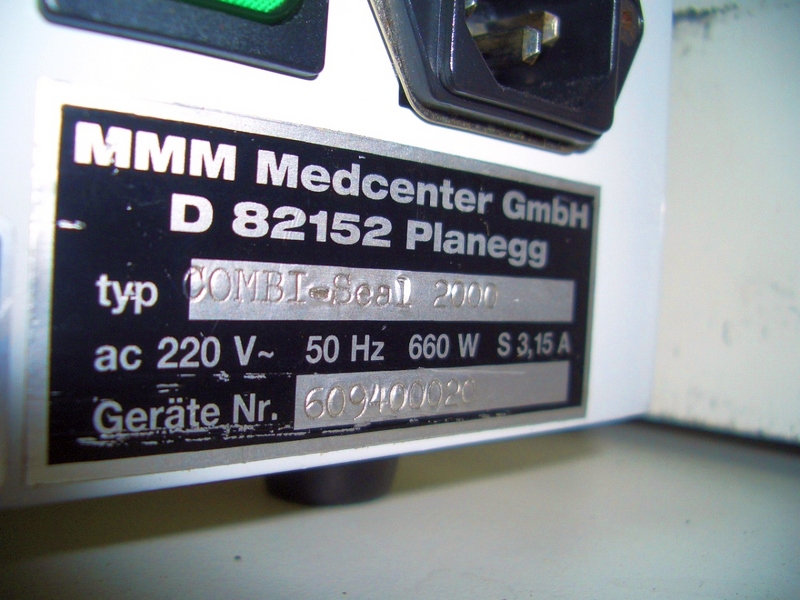 MMM Medcenter GmbH
D 82152 Planegg
typ COMBI-Seal 2000
ac 220 V~ 50 Hz 660 W S 3,15 A
Geräte Nr. 609400020